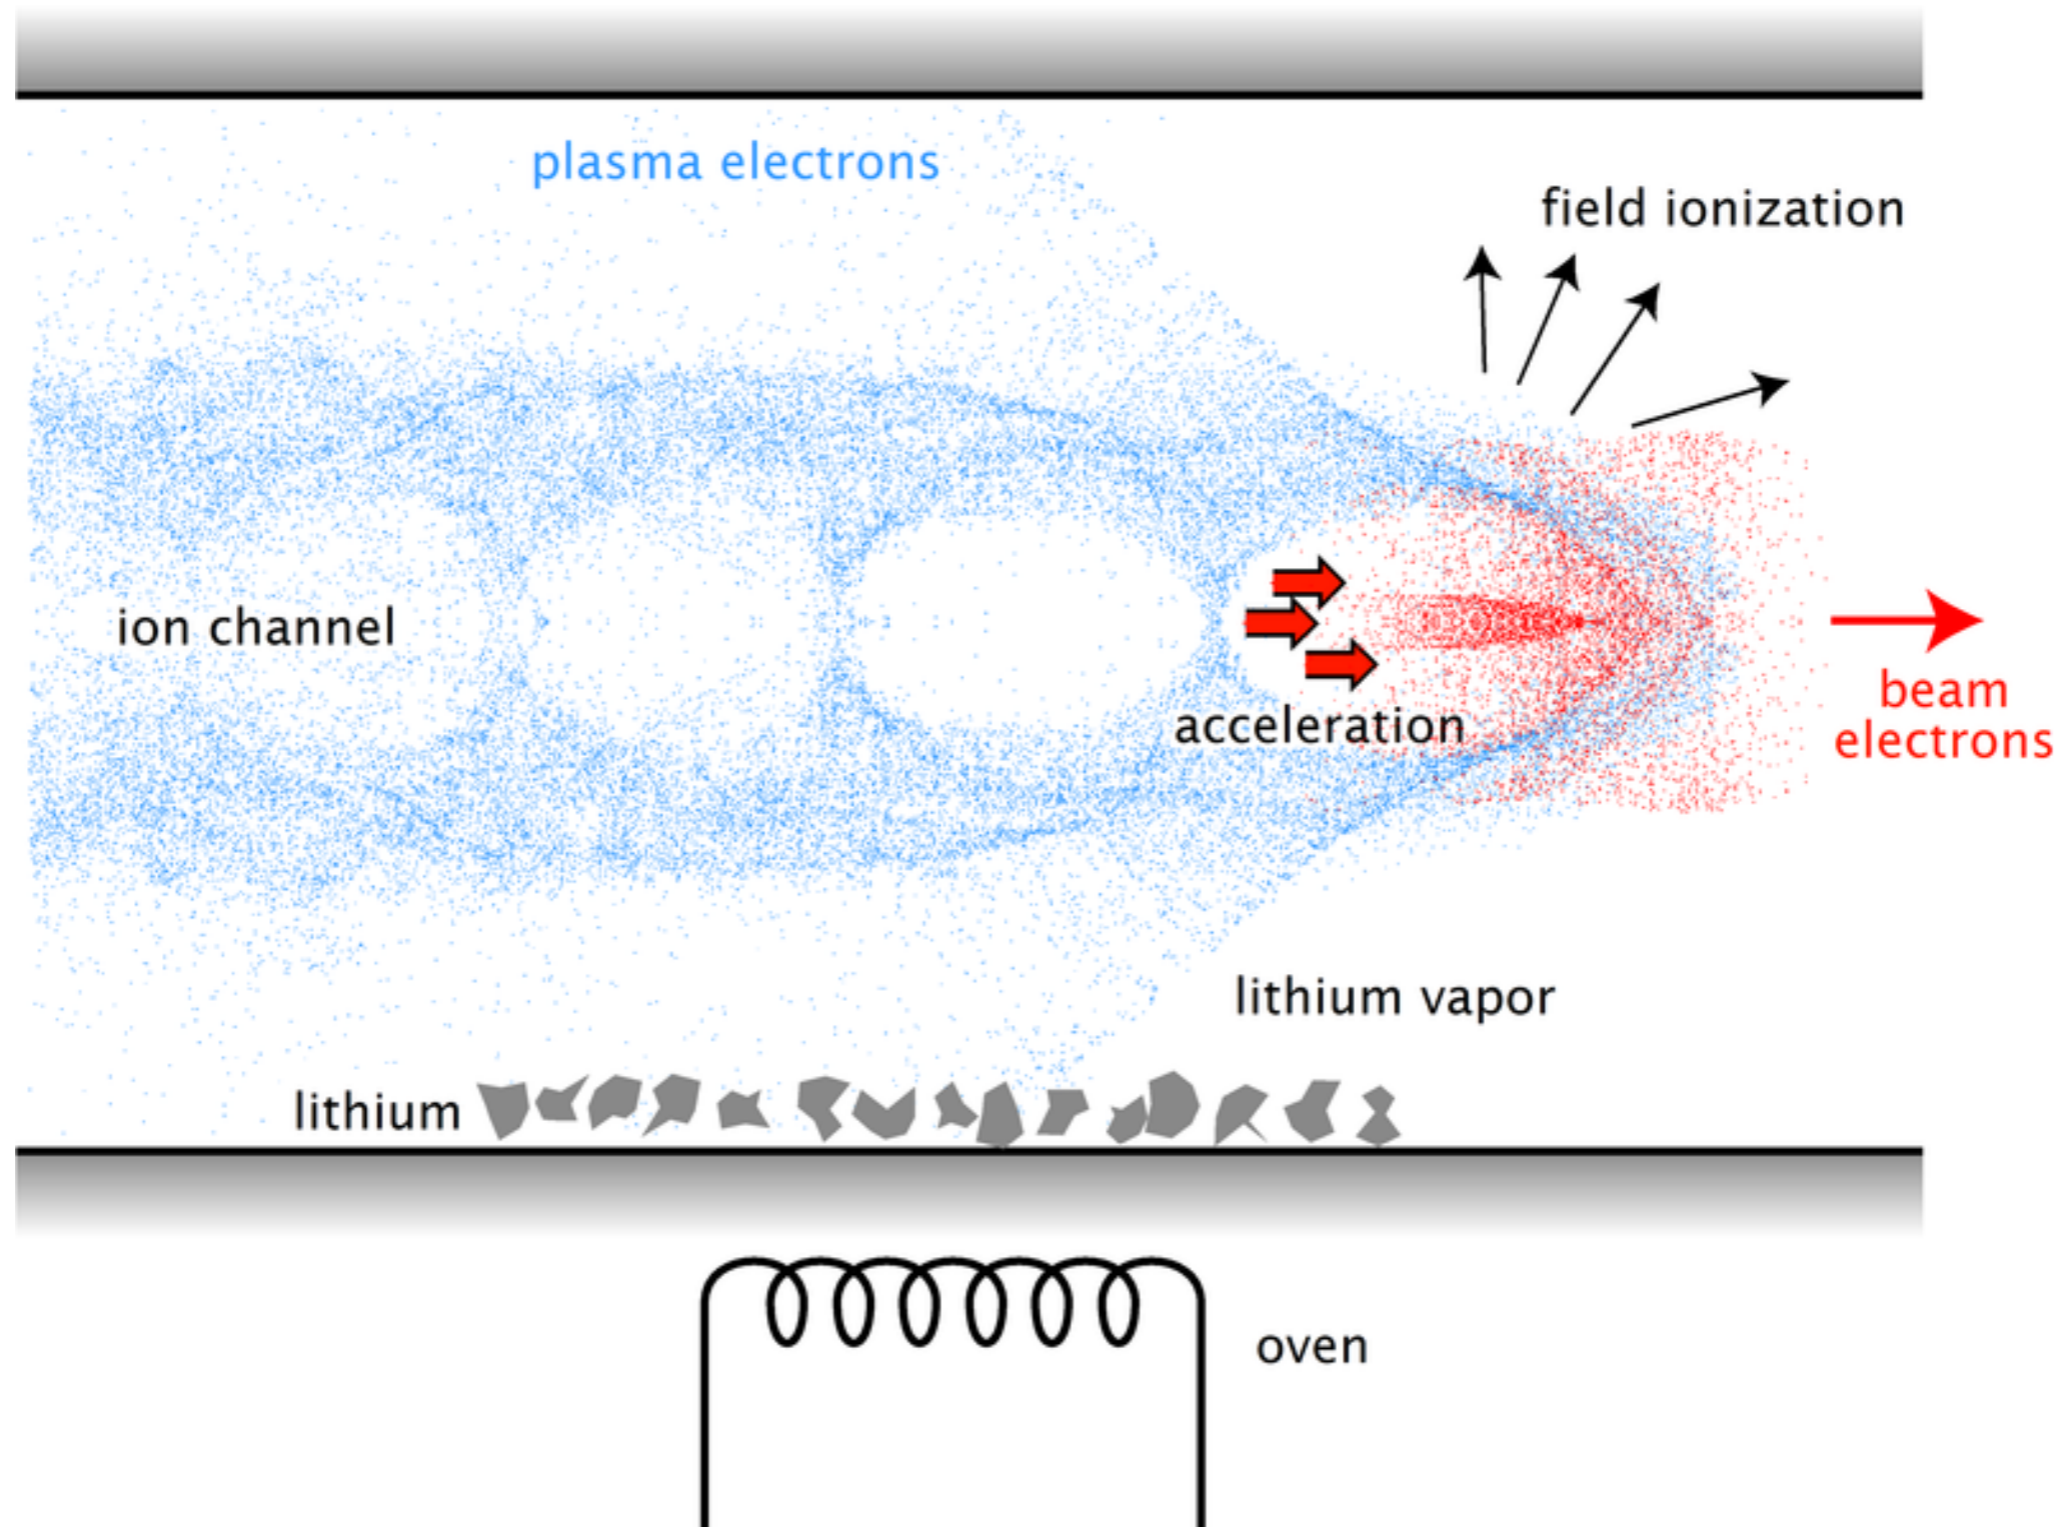 plasma electrons
field ionization
ion channel
acceleration
beam
electrons
lithium vapor
lithium
oven